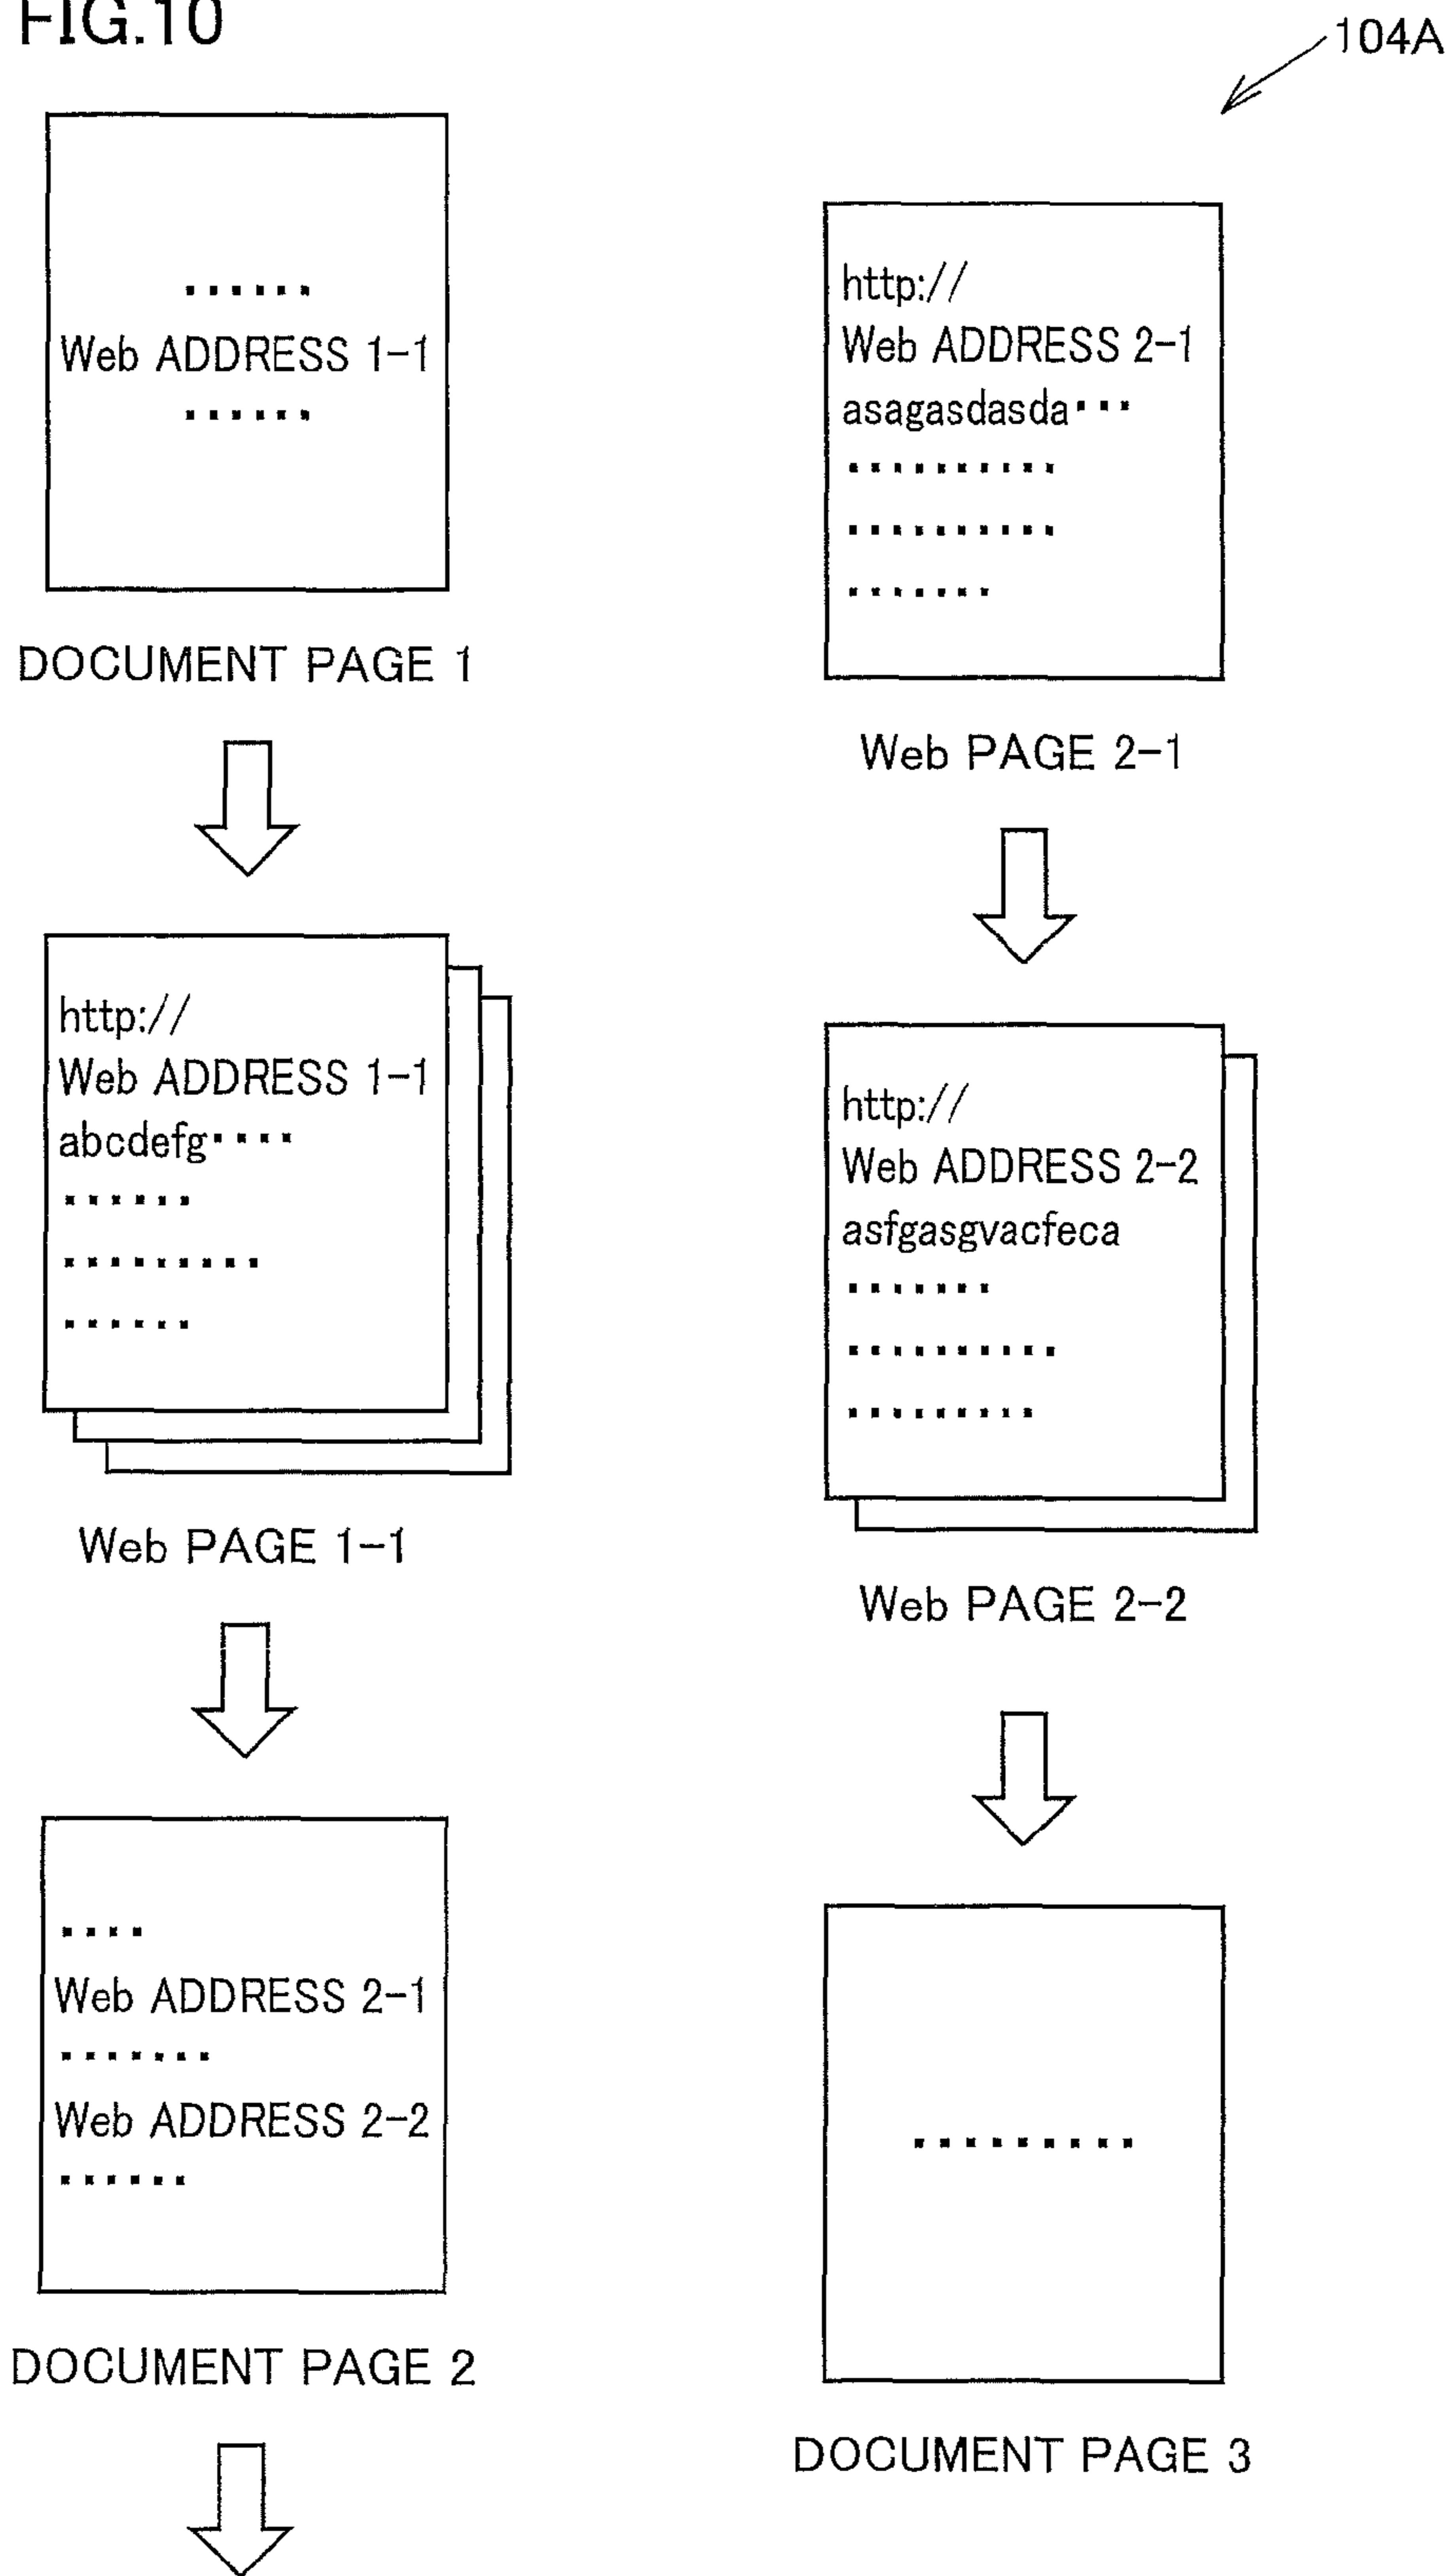 FIG.10
104A
......
Web ADDRESS 1-1
......
DOCUMENT PAGE 1
http://
Web ADDRESS 1-1
abcdefg····
......
.........
......
Web PAGE 1-1
....
Web ADDRESS 2-1
.......
Web ADDRESS 2-2
......
DOCUMENT PAGE 2
http://
Web ADDRESS 2-1
asagasdasda···
..........
..........
.......
Web PAGE 2-1
http://
Web ADDRESS 2-2
asfgasgvacfeca
.......
..........
.........
Web PAGE 2-2
.........
DOCUMENT PAGE 3